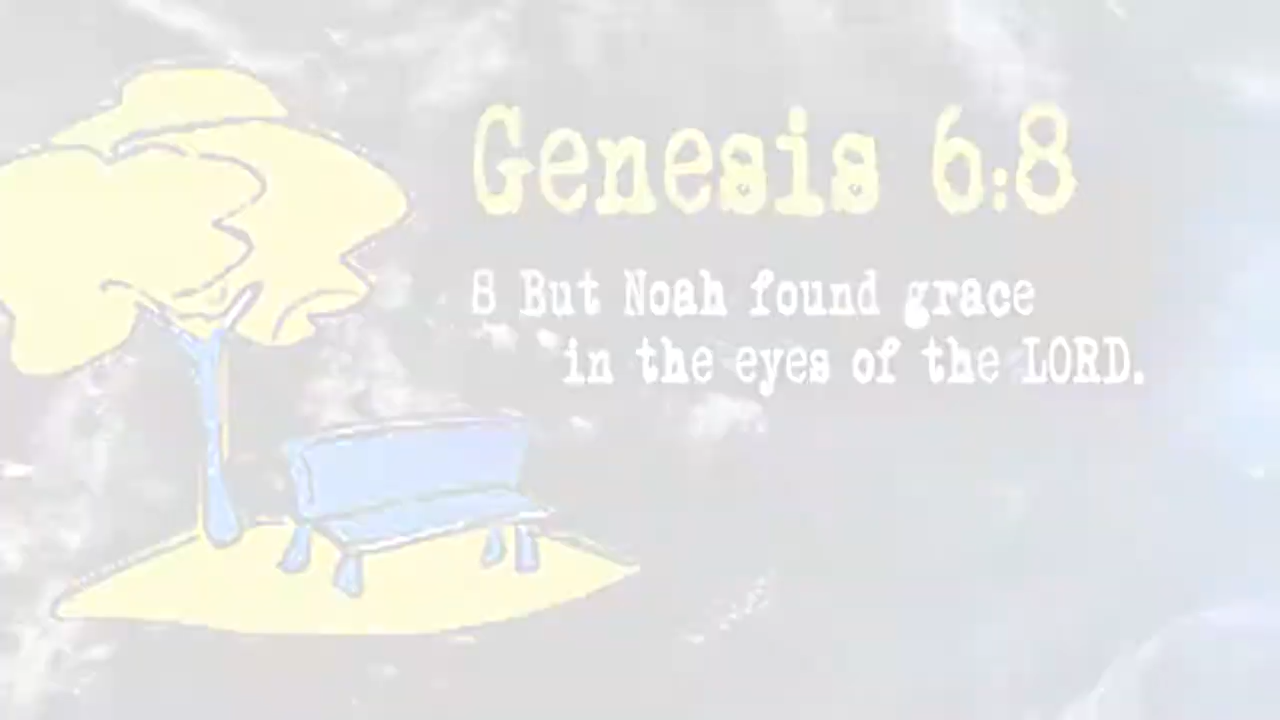 Genesis 6:8
8 But Noah found grace
in the eyes of the LORD.